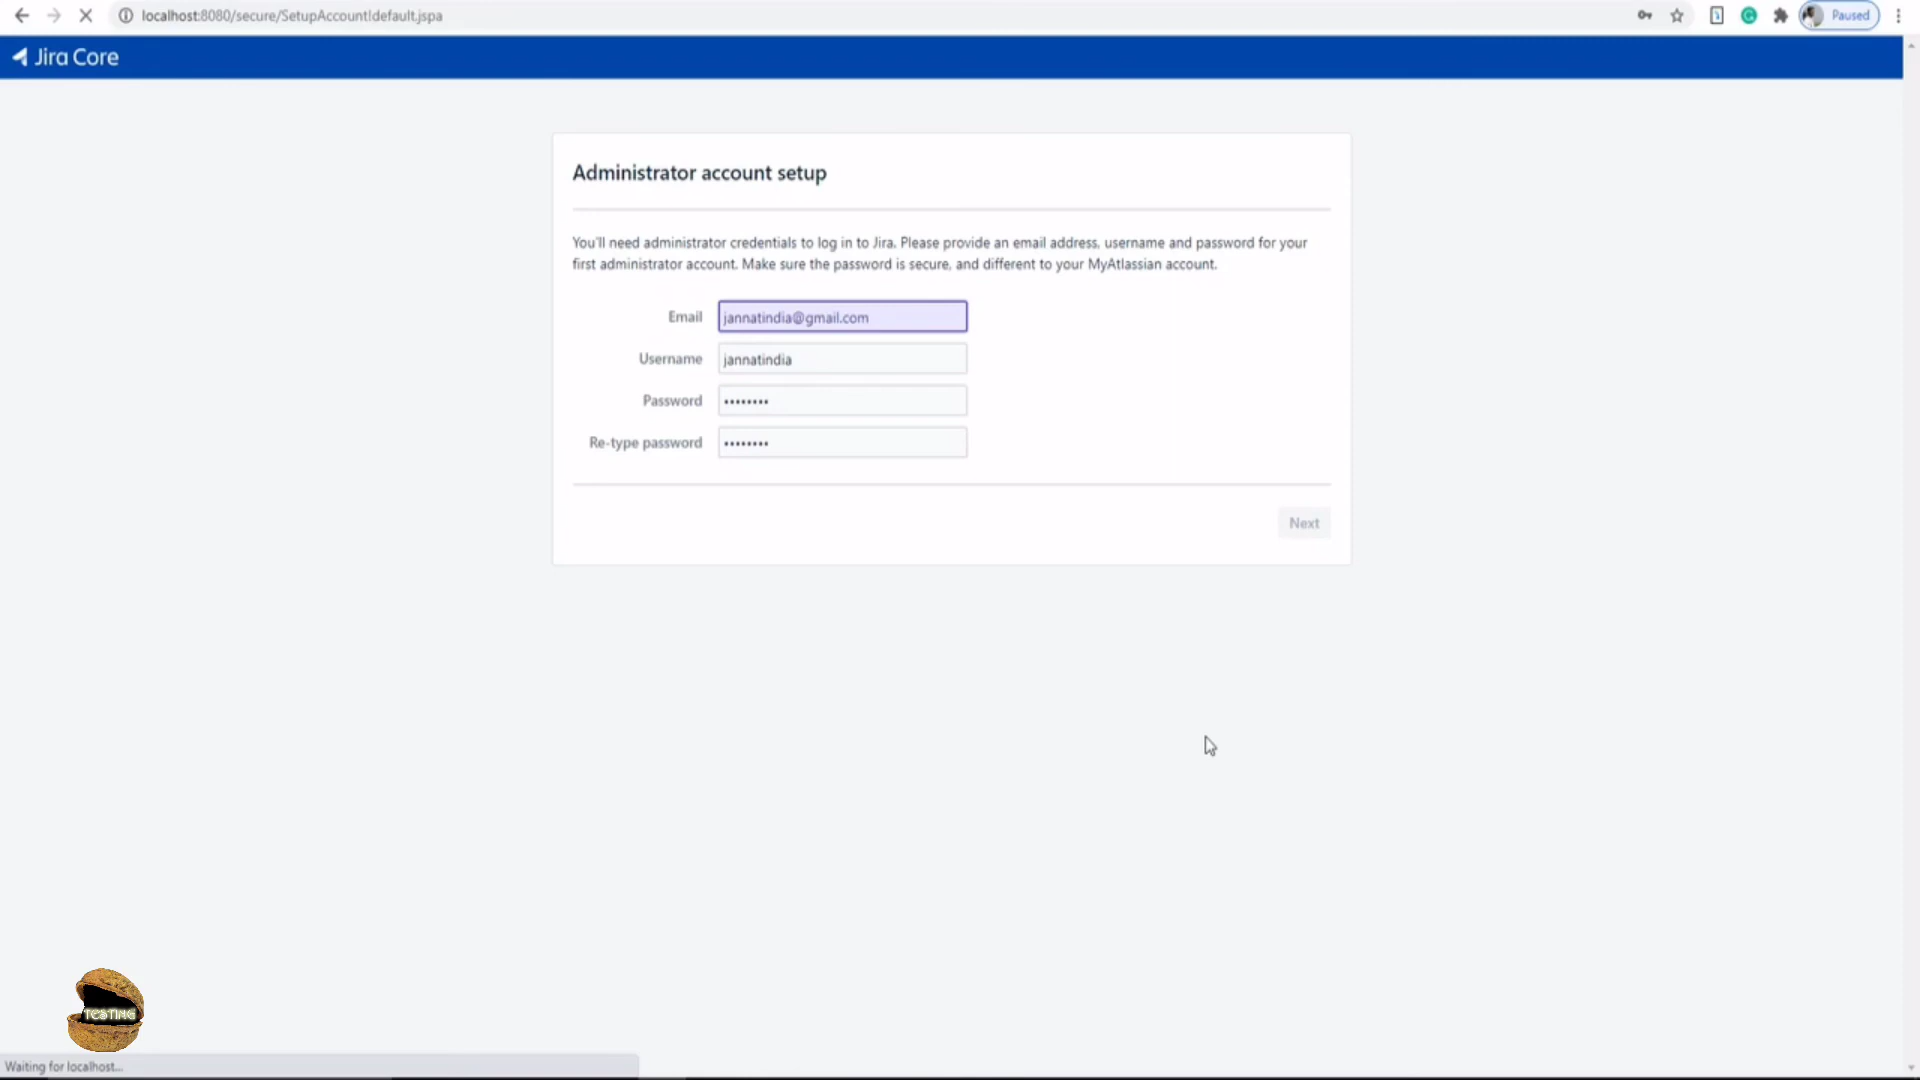 localhost:8080/secure/SetupAccount!default.jspa
Paused
Jira Core
Administrator account setup
You'll need administrator credentials to log in to Jira. Please provide an email address, username and password for your
first administrator account. Make sure the password is secure, and different to your MyAtlassian account.
Email jannatindia@gmail.com
Username jannatindia
Password ••••••••
Re-type password ••••••••
Next
TESTING
Waiting for localhost...